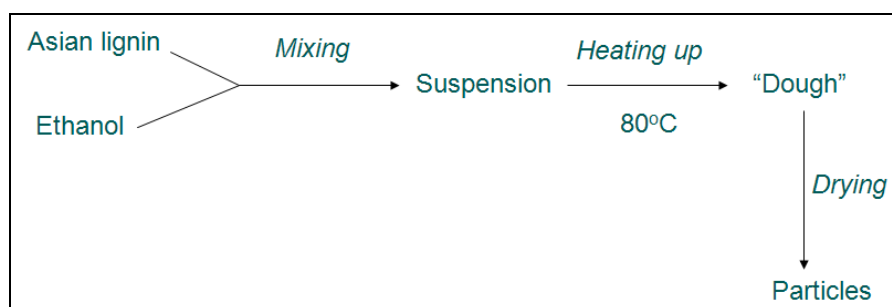 Asian lignin
Mixing
Heating up
Suspension
“Dough”
Ethanol
80°C
Drying
Particles